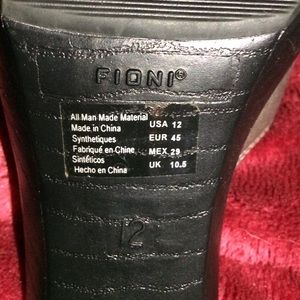 FIONI©
All Man Made Material
Made in China
Synthetiques
Fabriqué en Chine
Sintéticos
Hecho en China
USA 12
EUR 45
MEX 29
UK 10.5
12